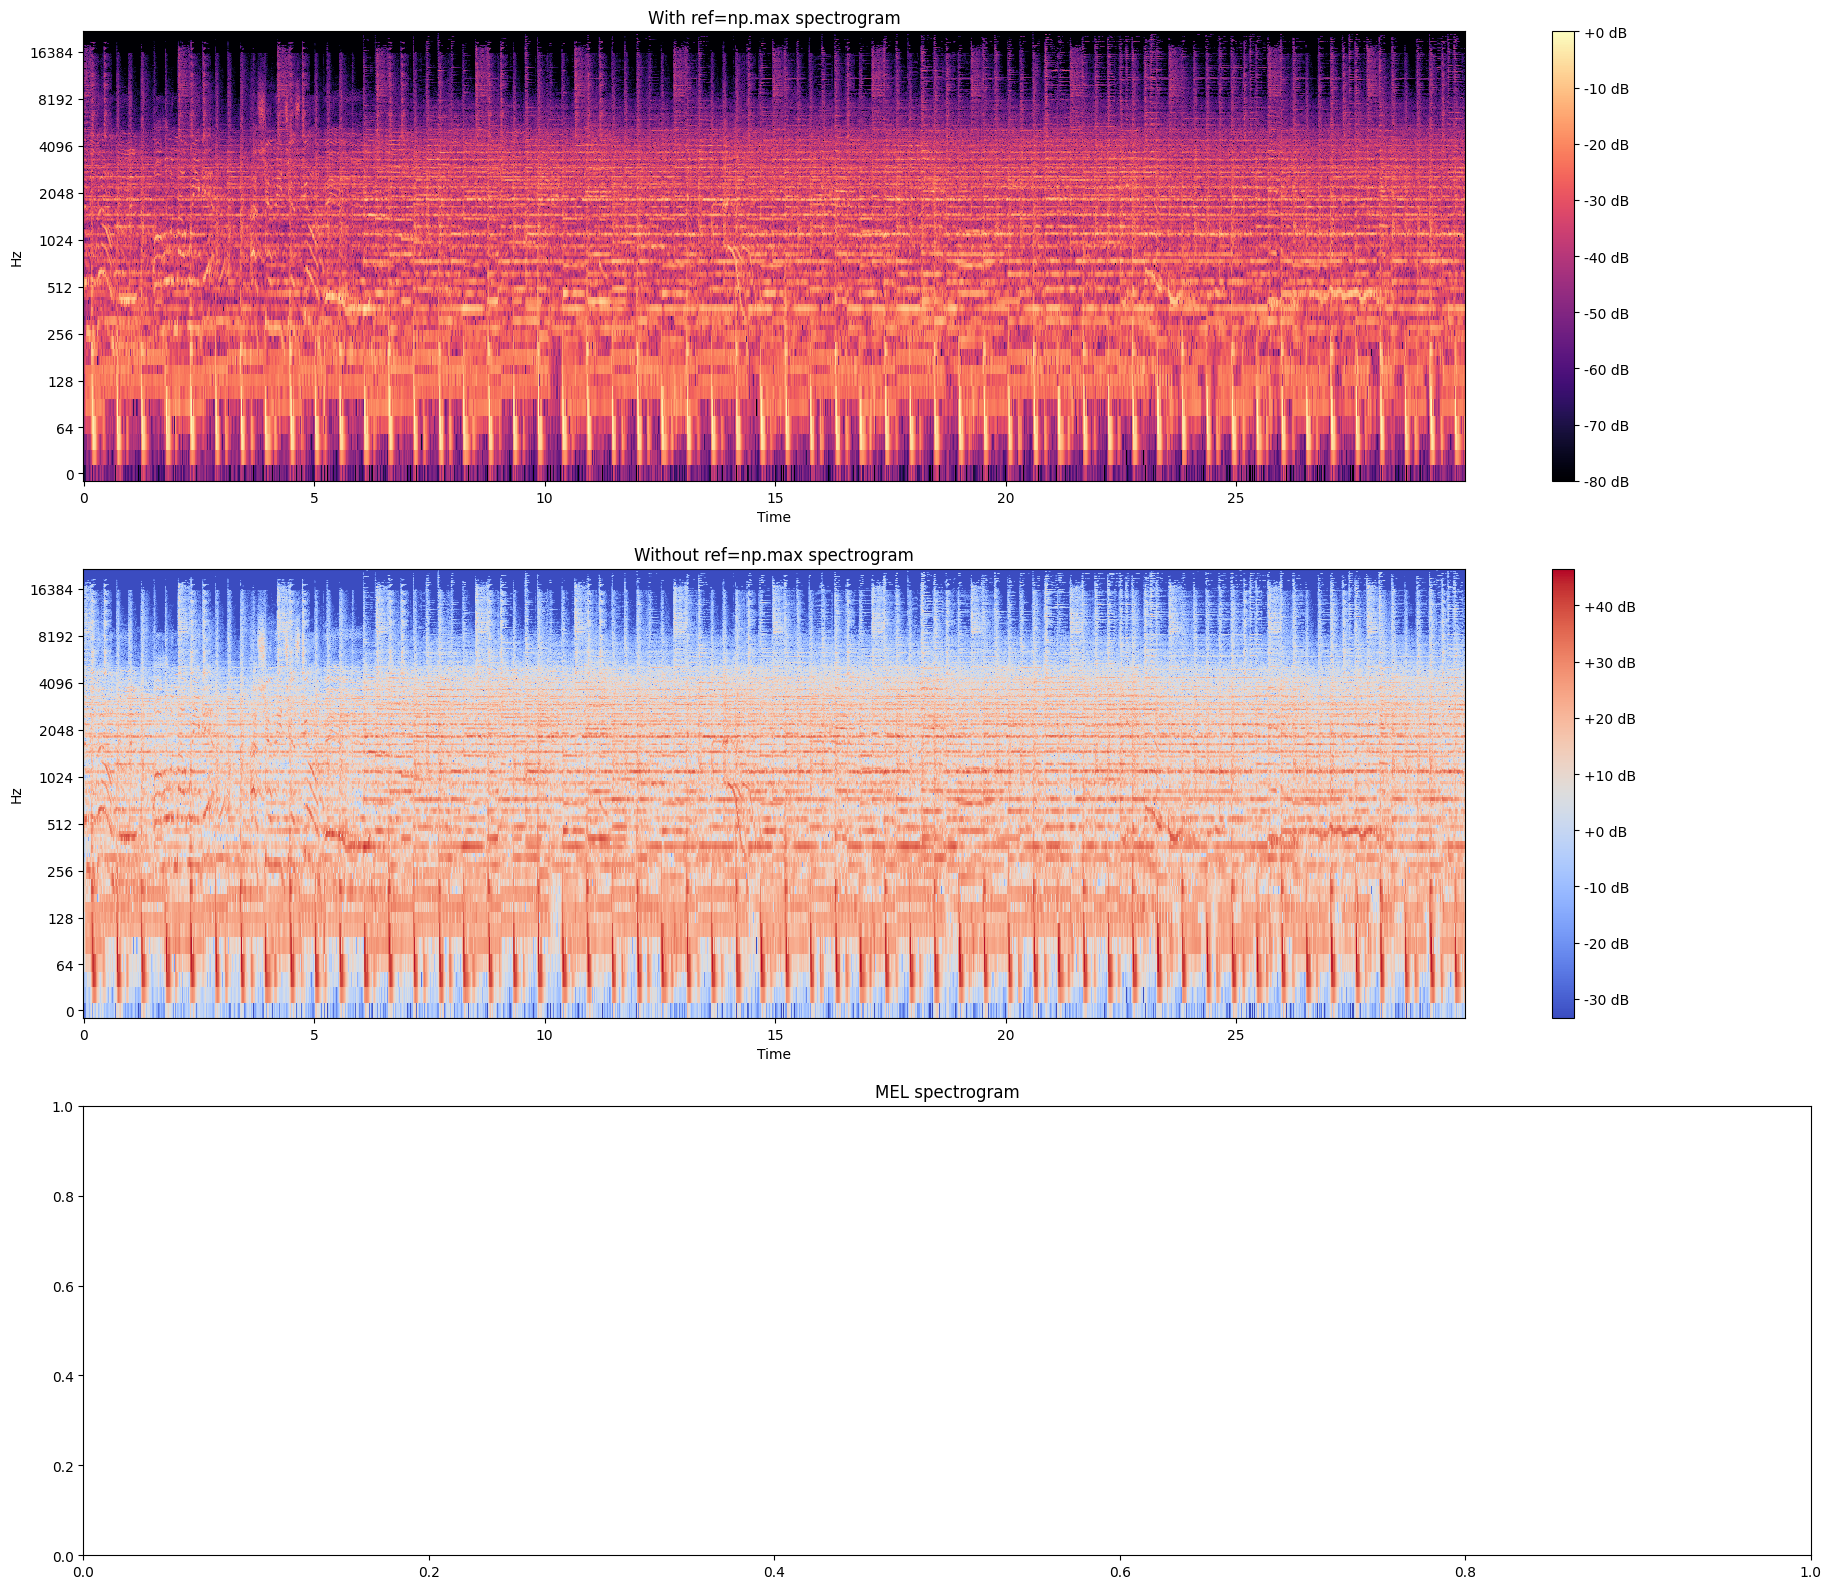 With ref=np.max spectrogram
16384
8192
4096
2048
1024
512
256
128
64
0
Hz
0 5 10 15 20 25
Time
+0 dB
-10 dB
-20 dB
-30 dB
-40 dB
-50 dB
-60 dB
-70 dB
-80 dB
Without ref=np.max spectrogram
16384
8192
4096
2048
1024
512
256
128
64
0
Hz
0 5 10 15 20 25
Time
+40 dB
+30 dB
+20 dB
+10 dB
+0 dB
-10 dB
-20 dB
-30 dB
MEL spectrogram
1.0
0.8
0.6
0.4
0.2
0.0
0.0 0.2 0.4 0.6 0.8 1.0